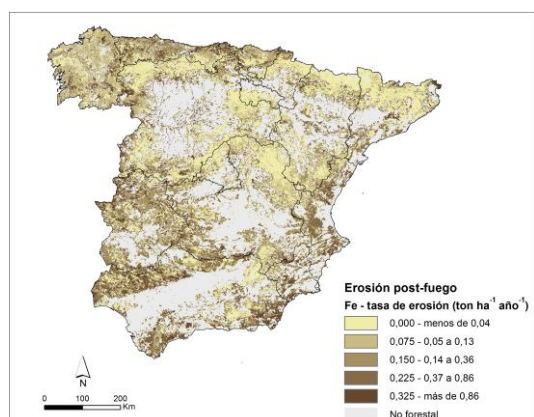 Erosión post-fuego
Fe - tasa de erosión (ton ha⁻¹ año⁻¹)
0,000 - menos de 0,04
0,075 - 0,05 a 0,13
0,150 - 0,14 a 0,36
0,225 - 0,37 a 0,86
0,325 - más de 0,86
No forestal
N
0 100 200
Km